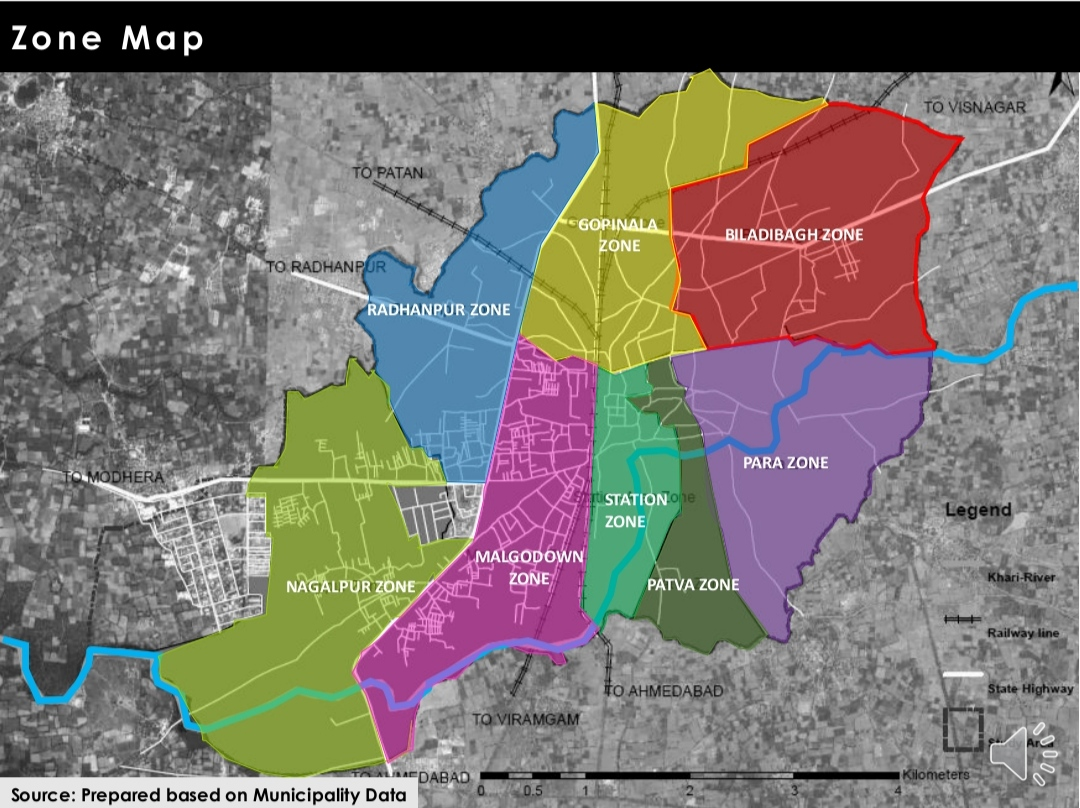 Zone Map
TO VISNAGAR
TO PATAN
GOPINALA
ZONE
BILADIBAGH ZONE
TO RADHANPUR
RADHANPUR ZONE
PARA ZONE
TO MODHERA
STATION
ZONE
Legend
MALGODOWN
ZONE
NAGALPUR ZONE
PATVA ZONE
Khari-River
Railway line
State Highway
TO AHMEDABAD
TO VIRAMGAM
TO AHMEDABAD
Kilometers
0 0.5 1 2 3 4
Source: Prepared based on Municipality Data